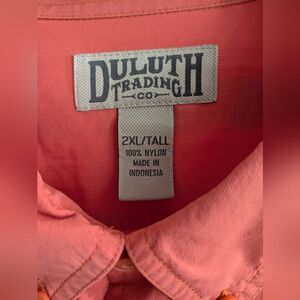 DULUTH
TRADING
CO
2XL/TALL
100% NYLON
MADE IN
INDONESIA